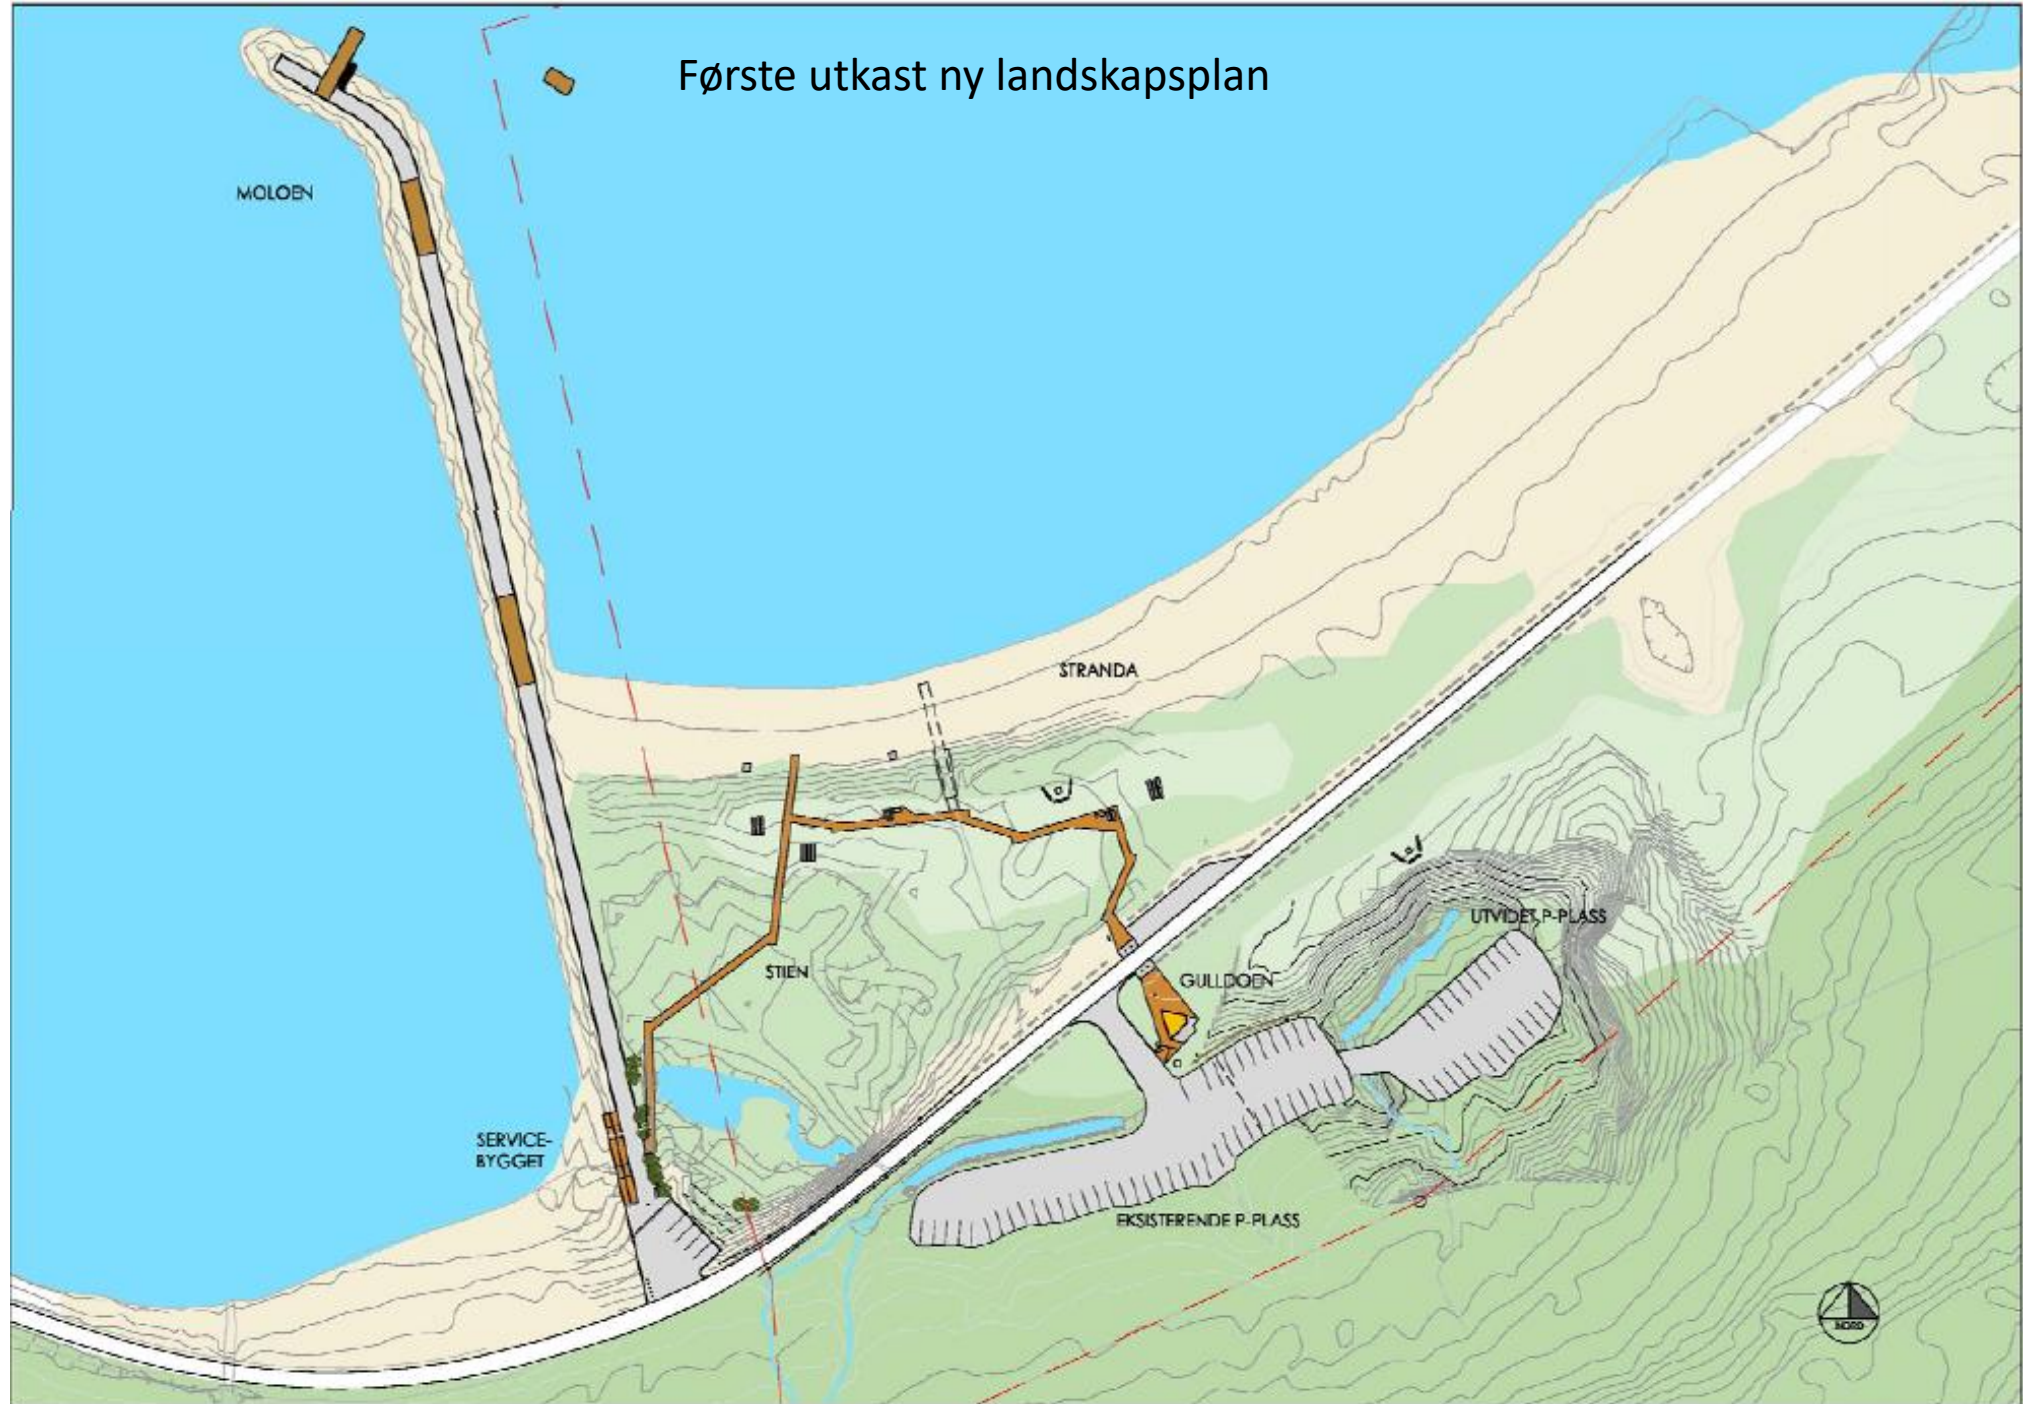 Første utkast ny landskapsplan
MOLOEN
STRANDA
UTVIDET P-PLASS
STIEN
GULLDOEN
SERVICE-
BYGGET
EKSISTERENDE P-PLASS
NORD